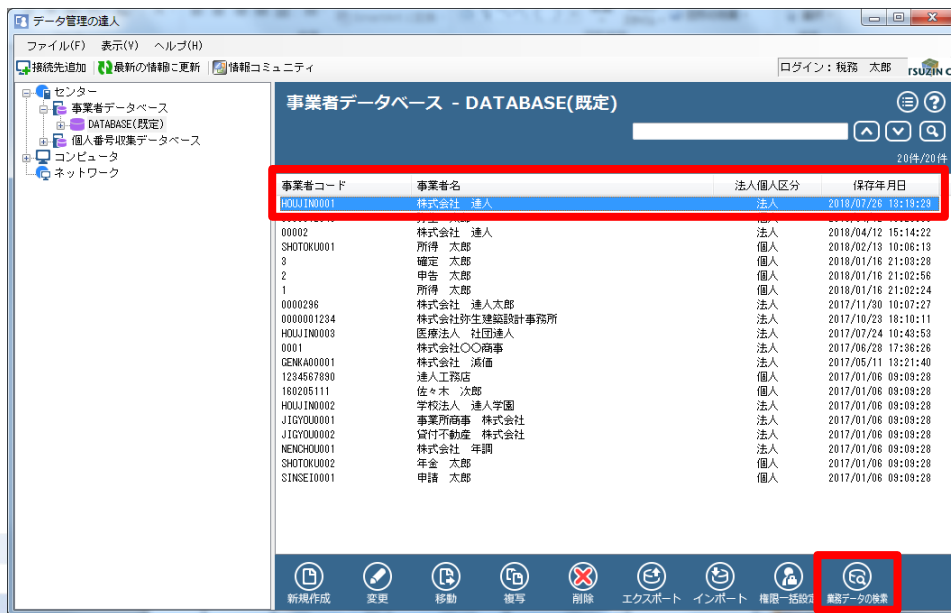 データ管理の達人
ファイル(F) 表示(V) ヘルプ(H)
接続先追加 最新の情報に更新 情報コミュニティ
ログイン：税務 太郎
センター
事業者データベース
DATABASE(既定)
個人番号収集データベース
コンピュータ
ネットワーク
事業者データベース - DATABASE(既定)
20件/20件
事業者コード 事業者名 法人個人区分 保存年月日
HOUJIN0001 株式会社 達人 法人 2018/07/26 13:19:29
00002 株式会社 達人 法人 2018/04/12 15:14:22
SHOTOKU001 所得 太郎 個人 2018/02/13 10:06:13
3 確定 太郎 個人 2018/01/16 21:03:28
2 申告 太郎 個人 2018/01/16 21:02:56
1 所得 太郎 個人 2018/01/16 21:02:24
0000296 株式会社 達人太郎 法人 2017/11/30 10:07:27
0000001234 株式会社弥生建築設計事務所 法人 2017/10/23 18:10:11
HOUJIN0003 医療法人 社団達人 法人 2017/07/24 10:43:53
0001 株式会社〇〇商事 法人 2017/06/28 17:36:26
GENKA00001 株式会社 減価 法人 2017/05/11 13:21:40
1234567890 達人工務店 個人 2017/01/06 09:09:28
160205111 佐々木 次郎 個人 2017/01/06 09:09:28
HOUJIN0002 学校法人 達人学園 法人 2017/01/06 09:09:28
JIGYOU0001 事業所商事 株式会社 法人 2017/01/06 09:09:28
JIGYOU0002 貸付不動産 株式会社 法人 2017/01/06 09:09:28
NENCHOU001 株式会社 年調 法人 2017/01/06 09:09:28
SHOTOKU002 年金 太郎 個人 2017/01/06 09:09:28
SINSEI0001 申請 太郎 個人 2017/01/06 09:09:28
新規作成 変更 移動 複写 削除 エクスポート インポート 権限一括設定 業務データの検索